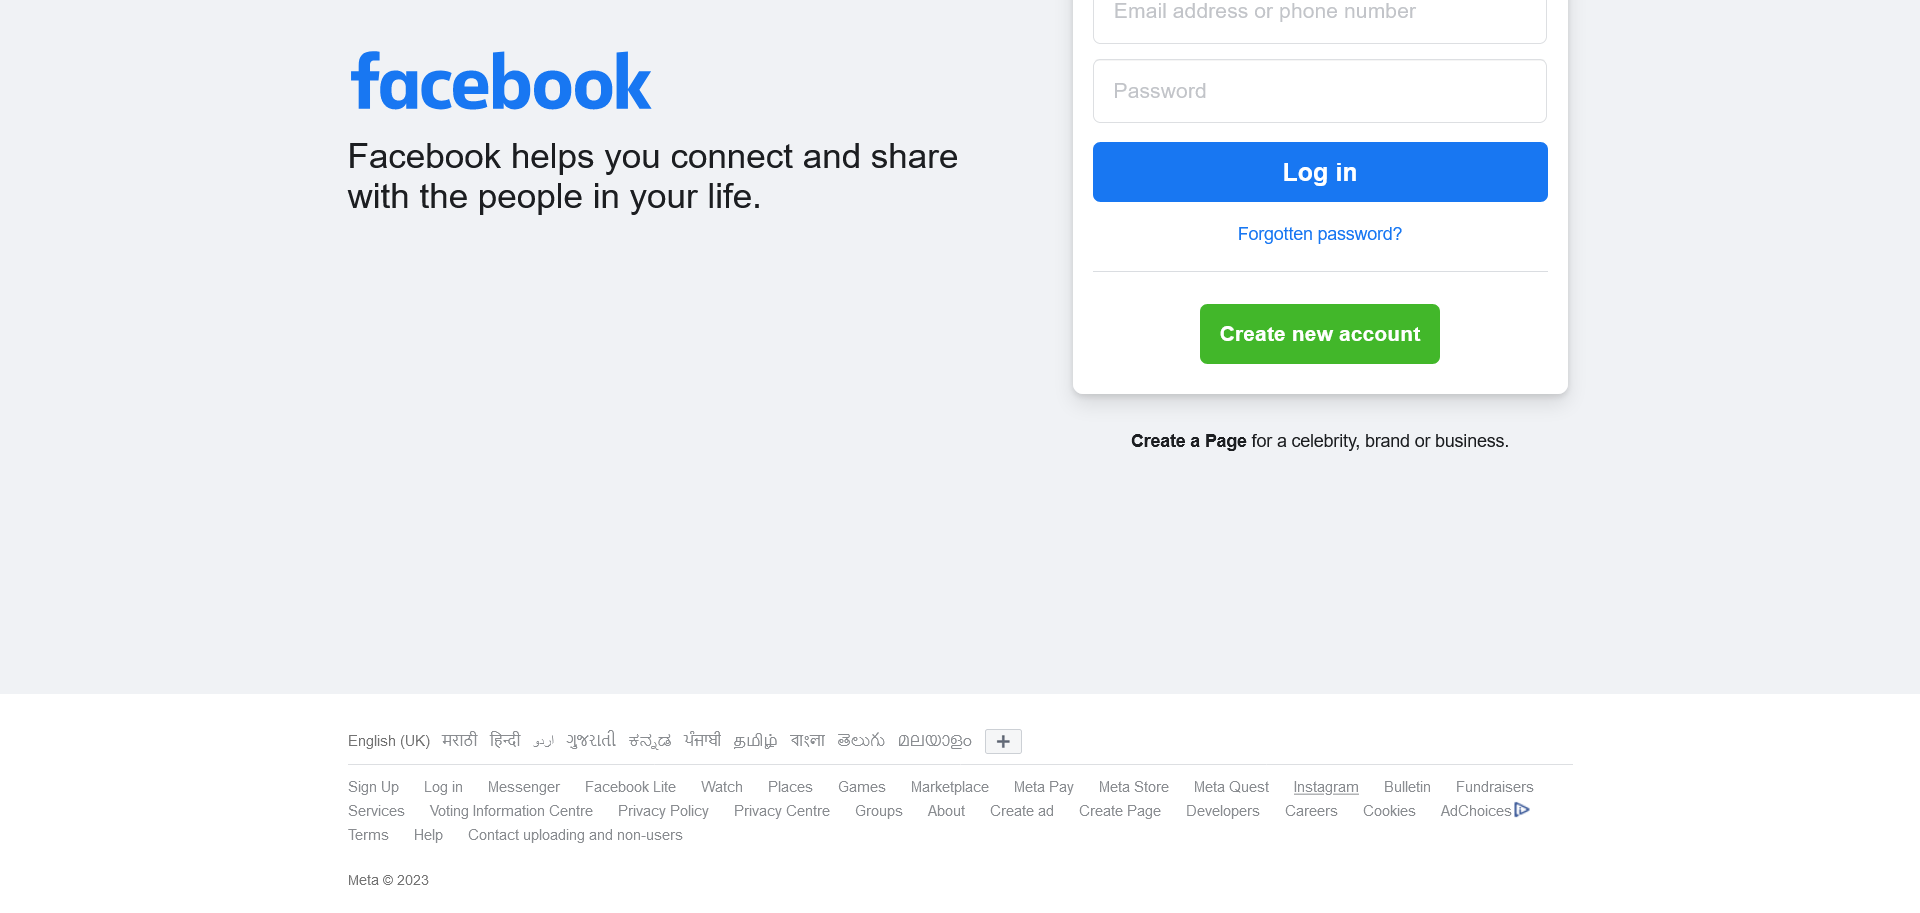 facebook
Facebook helps you connect and share
with the people in your life.
Email address or phone number
Password
Log in
Forgotten password?
Create new account
Create a Page for a celebrity, brand or business.
English (UK) मराठी हिन्दी اردو ગુજરાતી ಕನ್ನಡ ਪੰਜਾਬੀ தமிழ் বাংলা తెలుగు മലയാളം +
Sign Up Log in Messenger Facebook Lite Watch Places Games Marketplace Meta Pay Meta Store Meta Quest Instagram Bulletin Fundraisers
Services Voting Information Centre Privacy Policy Privacy Centre Groups About Create ad Create Page Developers Careers Cookies AdChoices
Terms Help Contact uploading and non-users
Meta © 2023